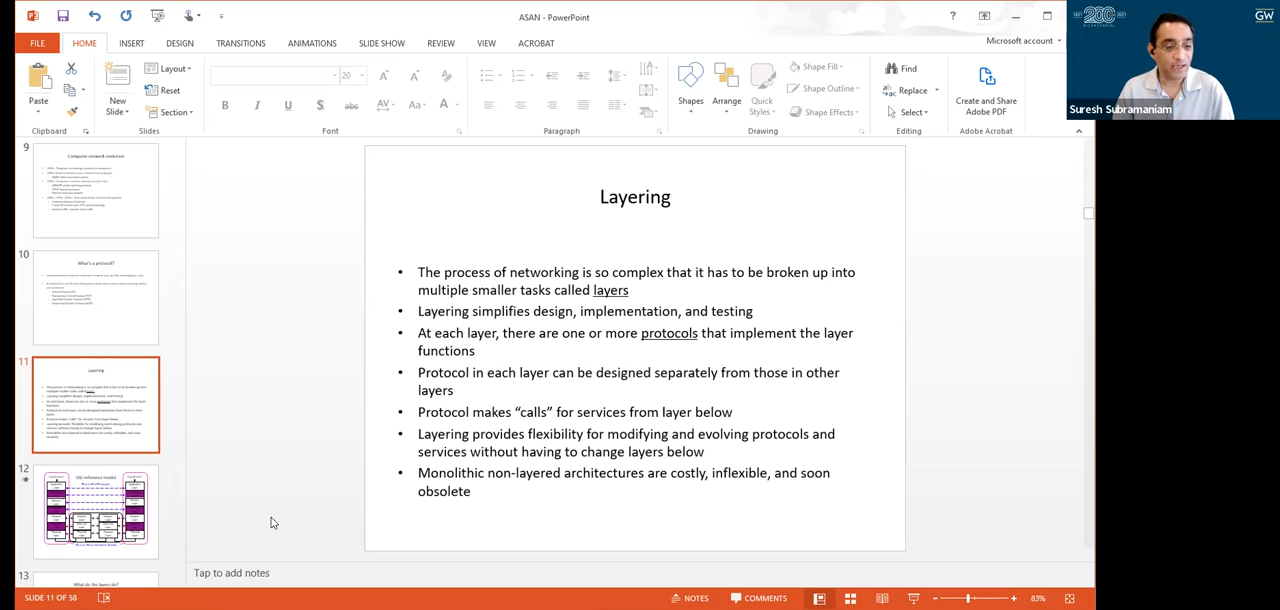 ASAN - PowerPoint
?
FILE
HOME
INSERT
DESIGN
TRANSITIONS
ANIMATIONS
SLIDE SHOW
REVIEW
VIEW
ACROBAT
Microsoft account
GW
Suresh Subramaniam
Paste
New
Slide
Layout
Reset
Section
20
B I U S abc AV Aa A
Shapes
Arrange
Quick
Styles
Shape Fill
Shape Outline
Shape Effects
Find
Replace
Select
Create and Share
Adobe PDF
Clipboard
Slides
Font
Paragraph
Drawing
Editing
Adobe Acrobat
9
Computer network evolution
10
What's a protocol?
11
Layering
12
OSI reference model
13
What do the layers do?
Layering
• The process of networking is so complex that it has to be broken up into
multiple smaller tasks called layers
• Layering simplifies design, implementation, and testing
• At each layer, there are one or more protocols that implement the layer
functions
• Protocol in each layer can be designed separately from those in other
layers
• Protocol makes “calls” for services from layer below
• Layering provides flexibility for modifying and evolving protocols and
services without having to change layers below
• Monolithic non-layered architectures are costly, inflexible, and soon
obsolete
Tap to add notes
SLIDE 11 OF 58
NOTES
COMMENTS
83%